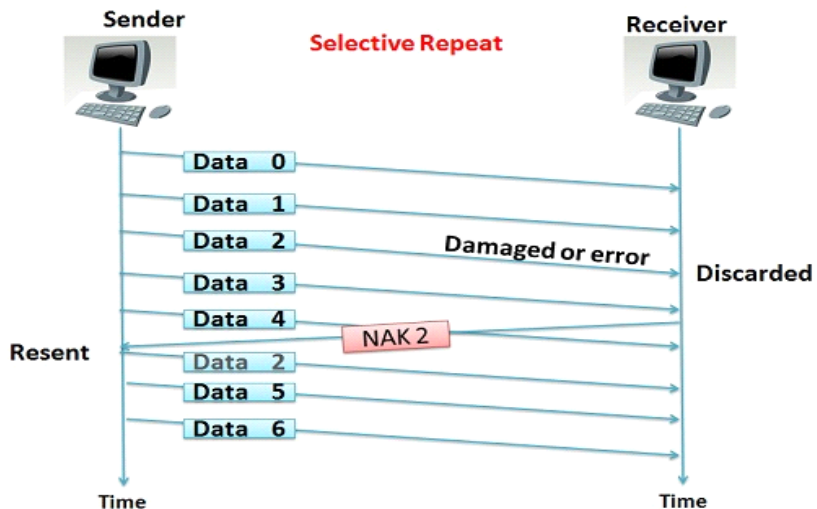 Sender
Receiver
Selective Repeat
Data 0
Data 1
Data 2
Damaged or error
Discarded
Data 3
Data 4
NAK 2
Resent
Data 2
Data 5
Data 6
Time
Time